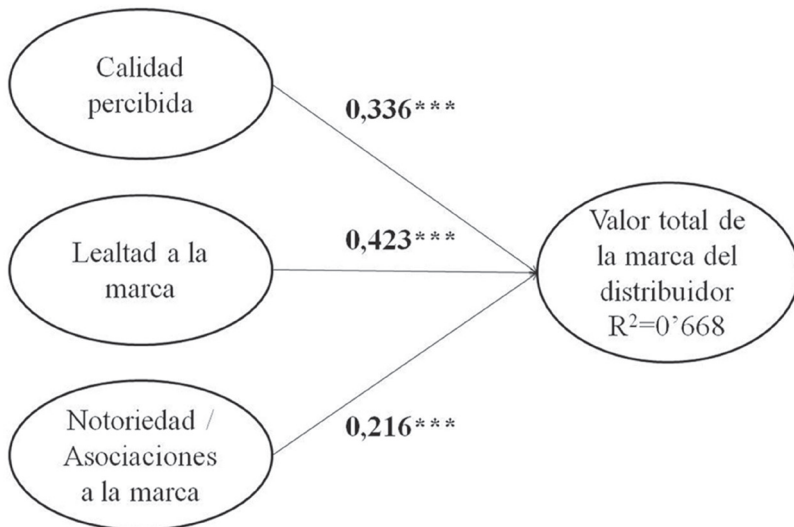 Calidad
percibida
0,336***
Lealtad a la
marca
0,423***
Notoriedad /
Asociaciones
a la marca
0,216***
Valor total de
la marca del
distribuidor
R²=0’668